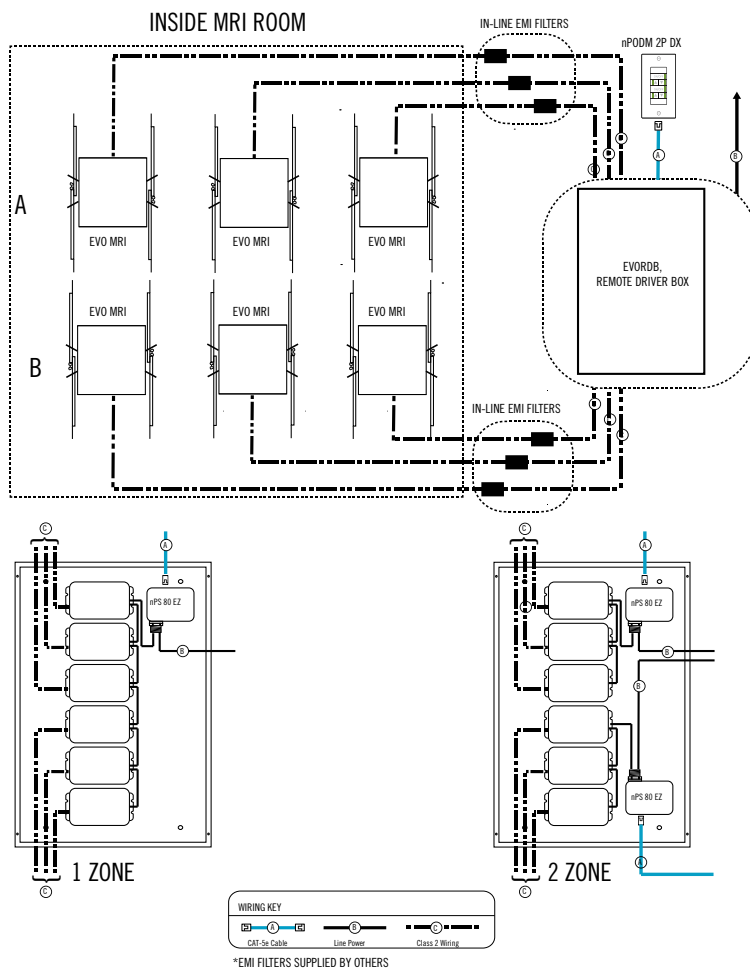 INSIDE MRI ROOM
IN-LINE EMI FILTERS
nPODM 2P DX
A
B
C
B
C
C
A
EVO MRI
EVO MRI
EVO MRI
EVORDB,
REMOTE DRIVER BOX
B
EVO MRI
EVO MRI
EVO MRI
IN-LINE EMI FILTERS
C
C
C
C
A
nPS 80 EZ
B
C
1 ZONE
C
A
C
nPS 80 EZ
B
B
nPS 80 EZ
A
C
2 ZONE
WIRING KEY
A
B
C
CAT-5e Cable
Line Power
Class 2 Wiring
*EMI FILTERS SUPPLIED BY OTHERS